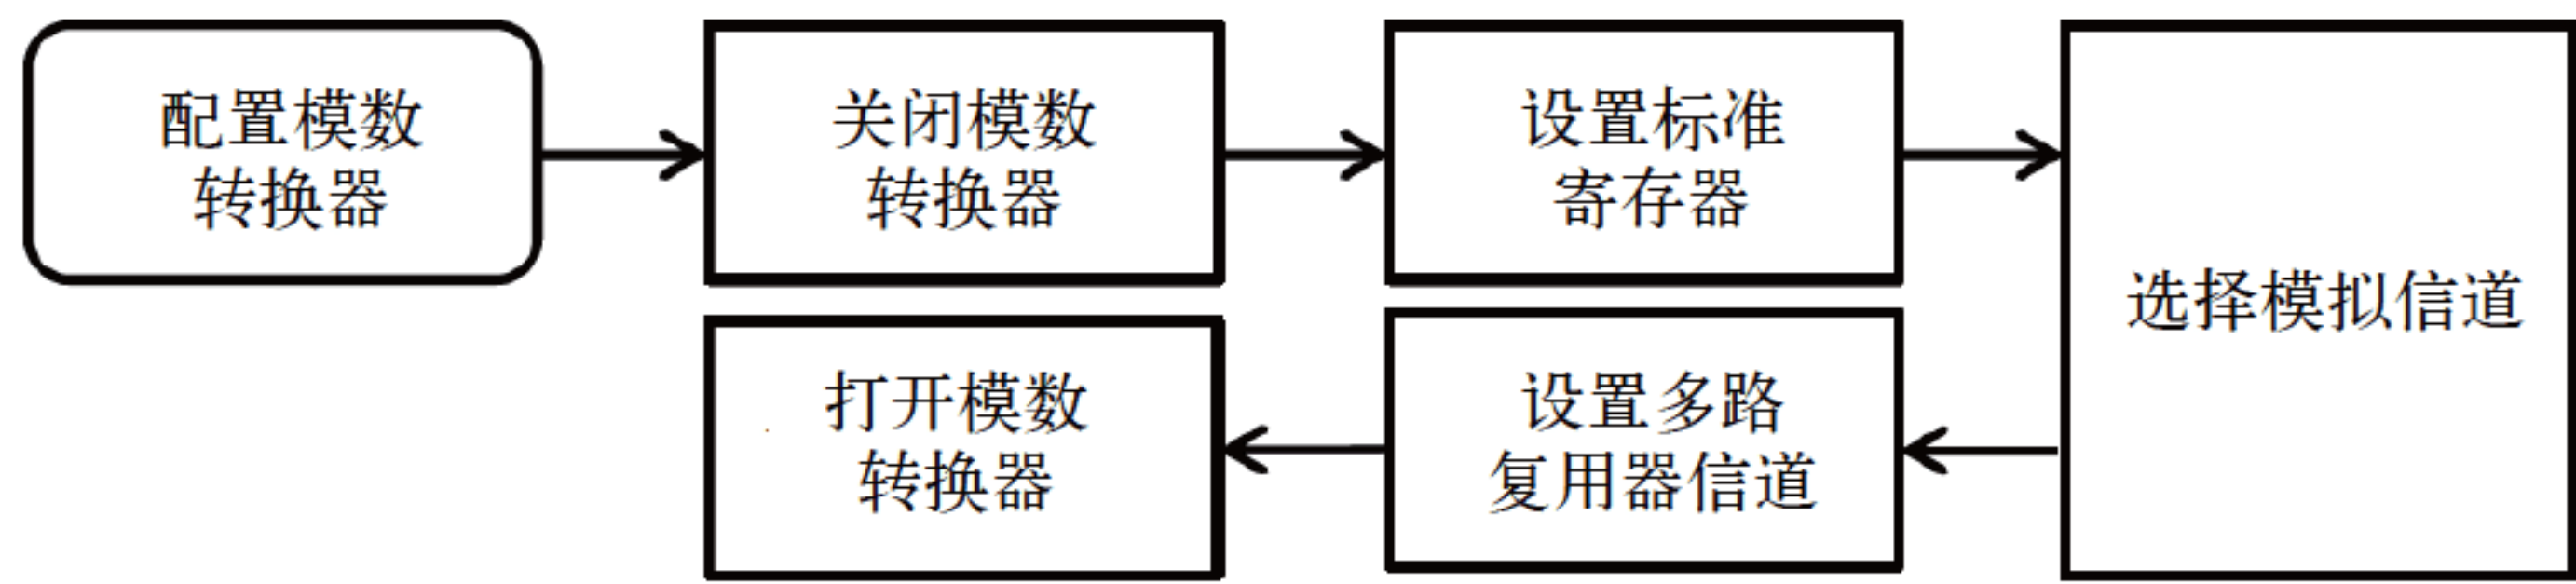 配置模数
转换器
关闭模数
转换器
设置标准
寄存器
选择模拟信道
设置多路
复用器信道
打开模数
转换器